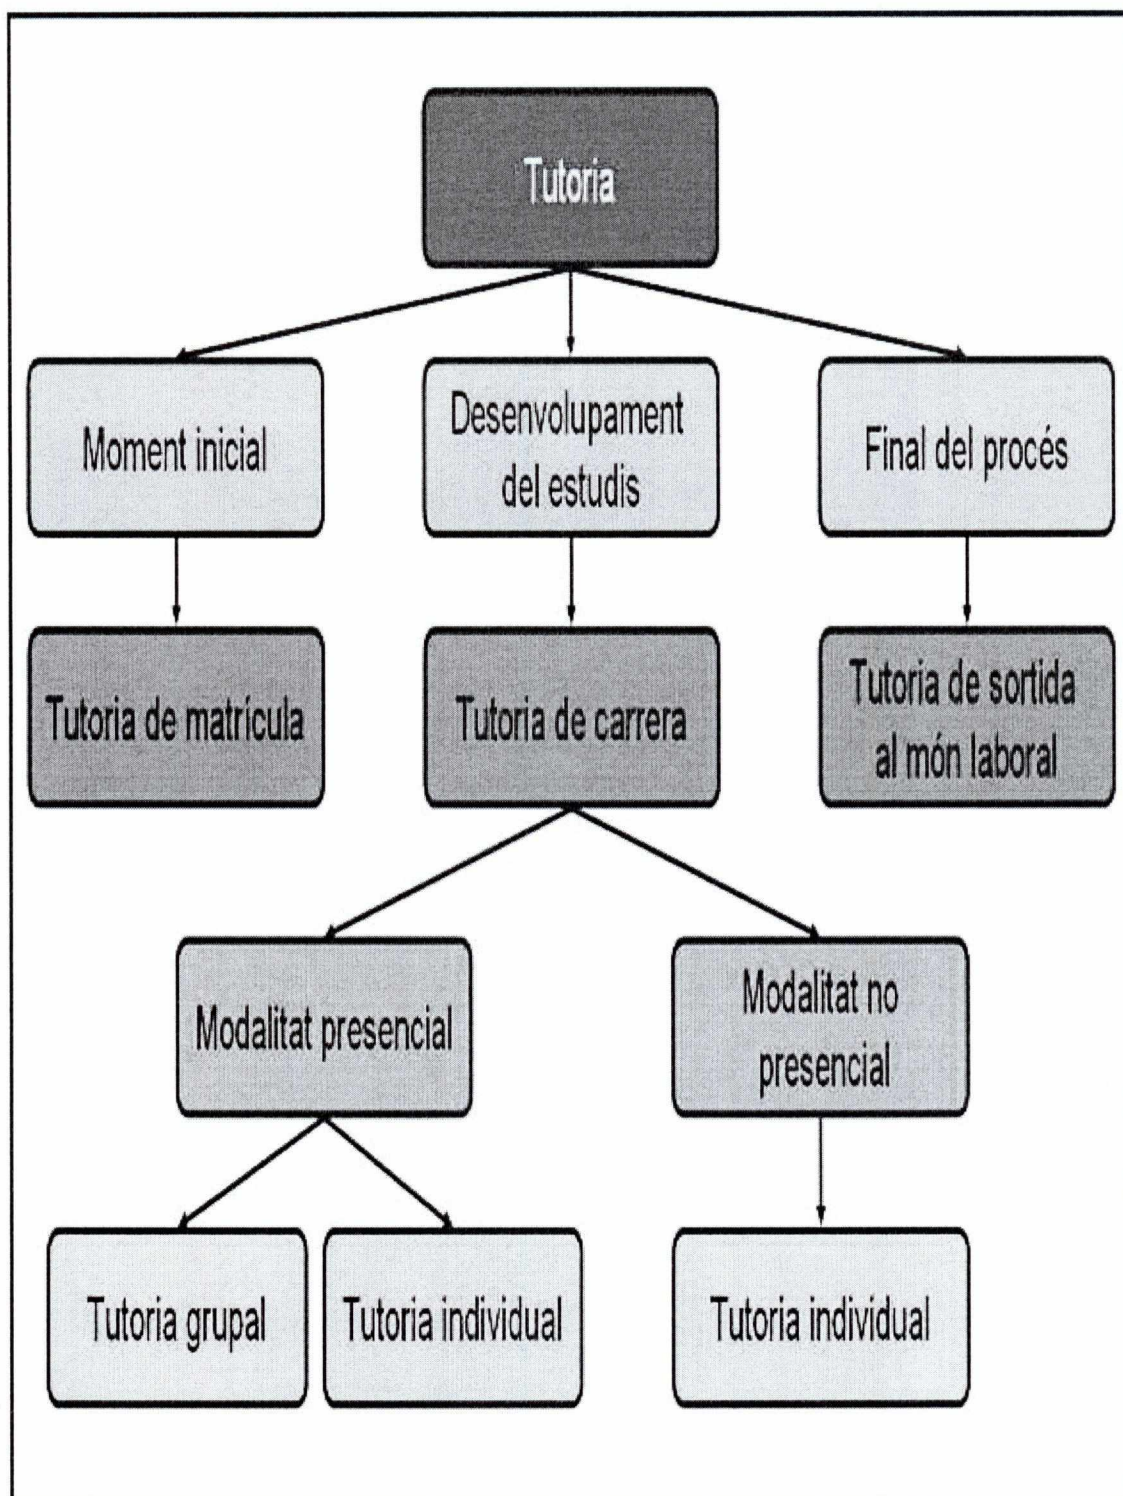 Tutoria
Moment inicial
Desenvolupament
del estudis
Final del procés
Tutoria de matrícula
Tutoria de carrera
Tutoria de sortida
al món laboral
Modalitat presencial
Modalitat no
presencial
Tutoria grupal
Tutoria individual
Tutoria individual